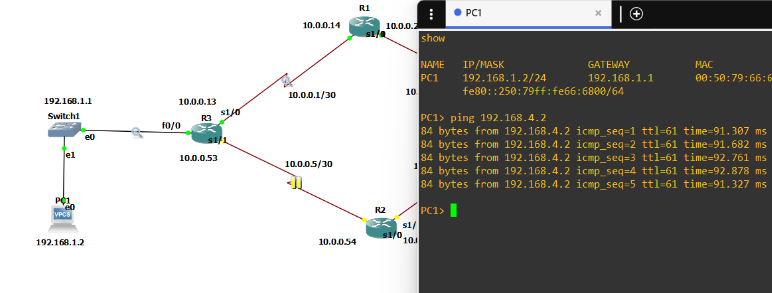 R1
10.0.0.14
10.0.0.2
s1/0
10.0.0.1/30
192.168.1.1
Switch1
10.0.0.13
R3
s1/0
e0
f0/0
s1/1
e1
10.0.0.53
10.0.0.5/30
PC1
e0
VPCS
192.168.1.2
R2
10.0.0.54
s1/0
s1/
10.0
PC1
show
NAME IP/MASK GATEWAY MAC
PC1 192.168.1.2/24 192.168.1.1 00:50:79:66:6
fe80::250:79ff:fe66:6800/64
PC1> ping 192.168.4.2
84 bytes from 192.168.4.2 icmp_seq=1 ttl=61 time=91.307 ms
84 bytes from 192.168.4.2 icmp_seq=2 ttl=61 time=91.682 ms
84 bytes from 192.168.4.2 icmp_seq=3 ttl=61 time=92.761 ms
84 bytes from 192.168.4.2 icmp_seq=4 ttl=61 time=92.878 ms
84 bytes from 192.168.4.2 icmp_seq=5 ttl=61 time=91.327 ms
PC1>